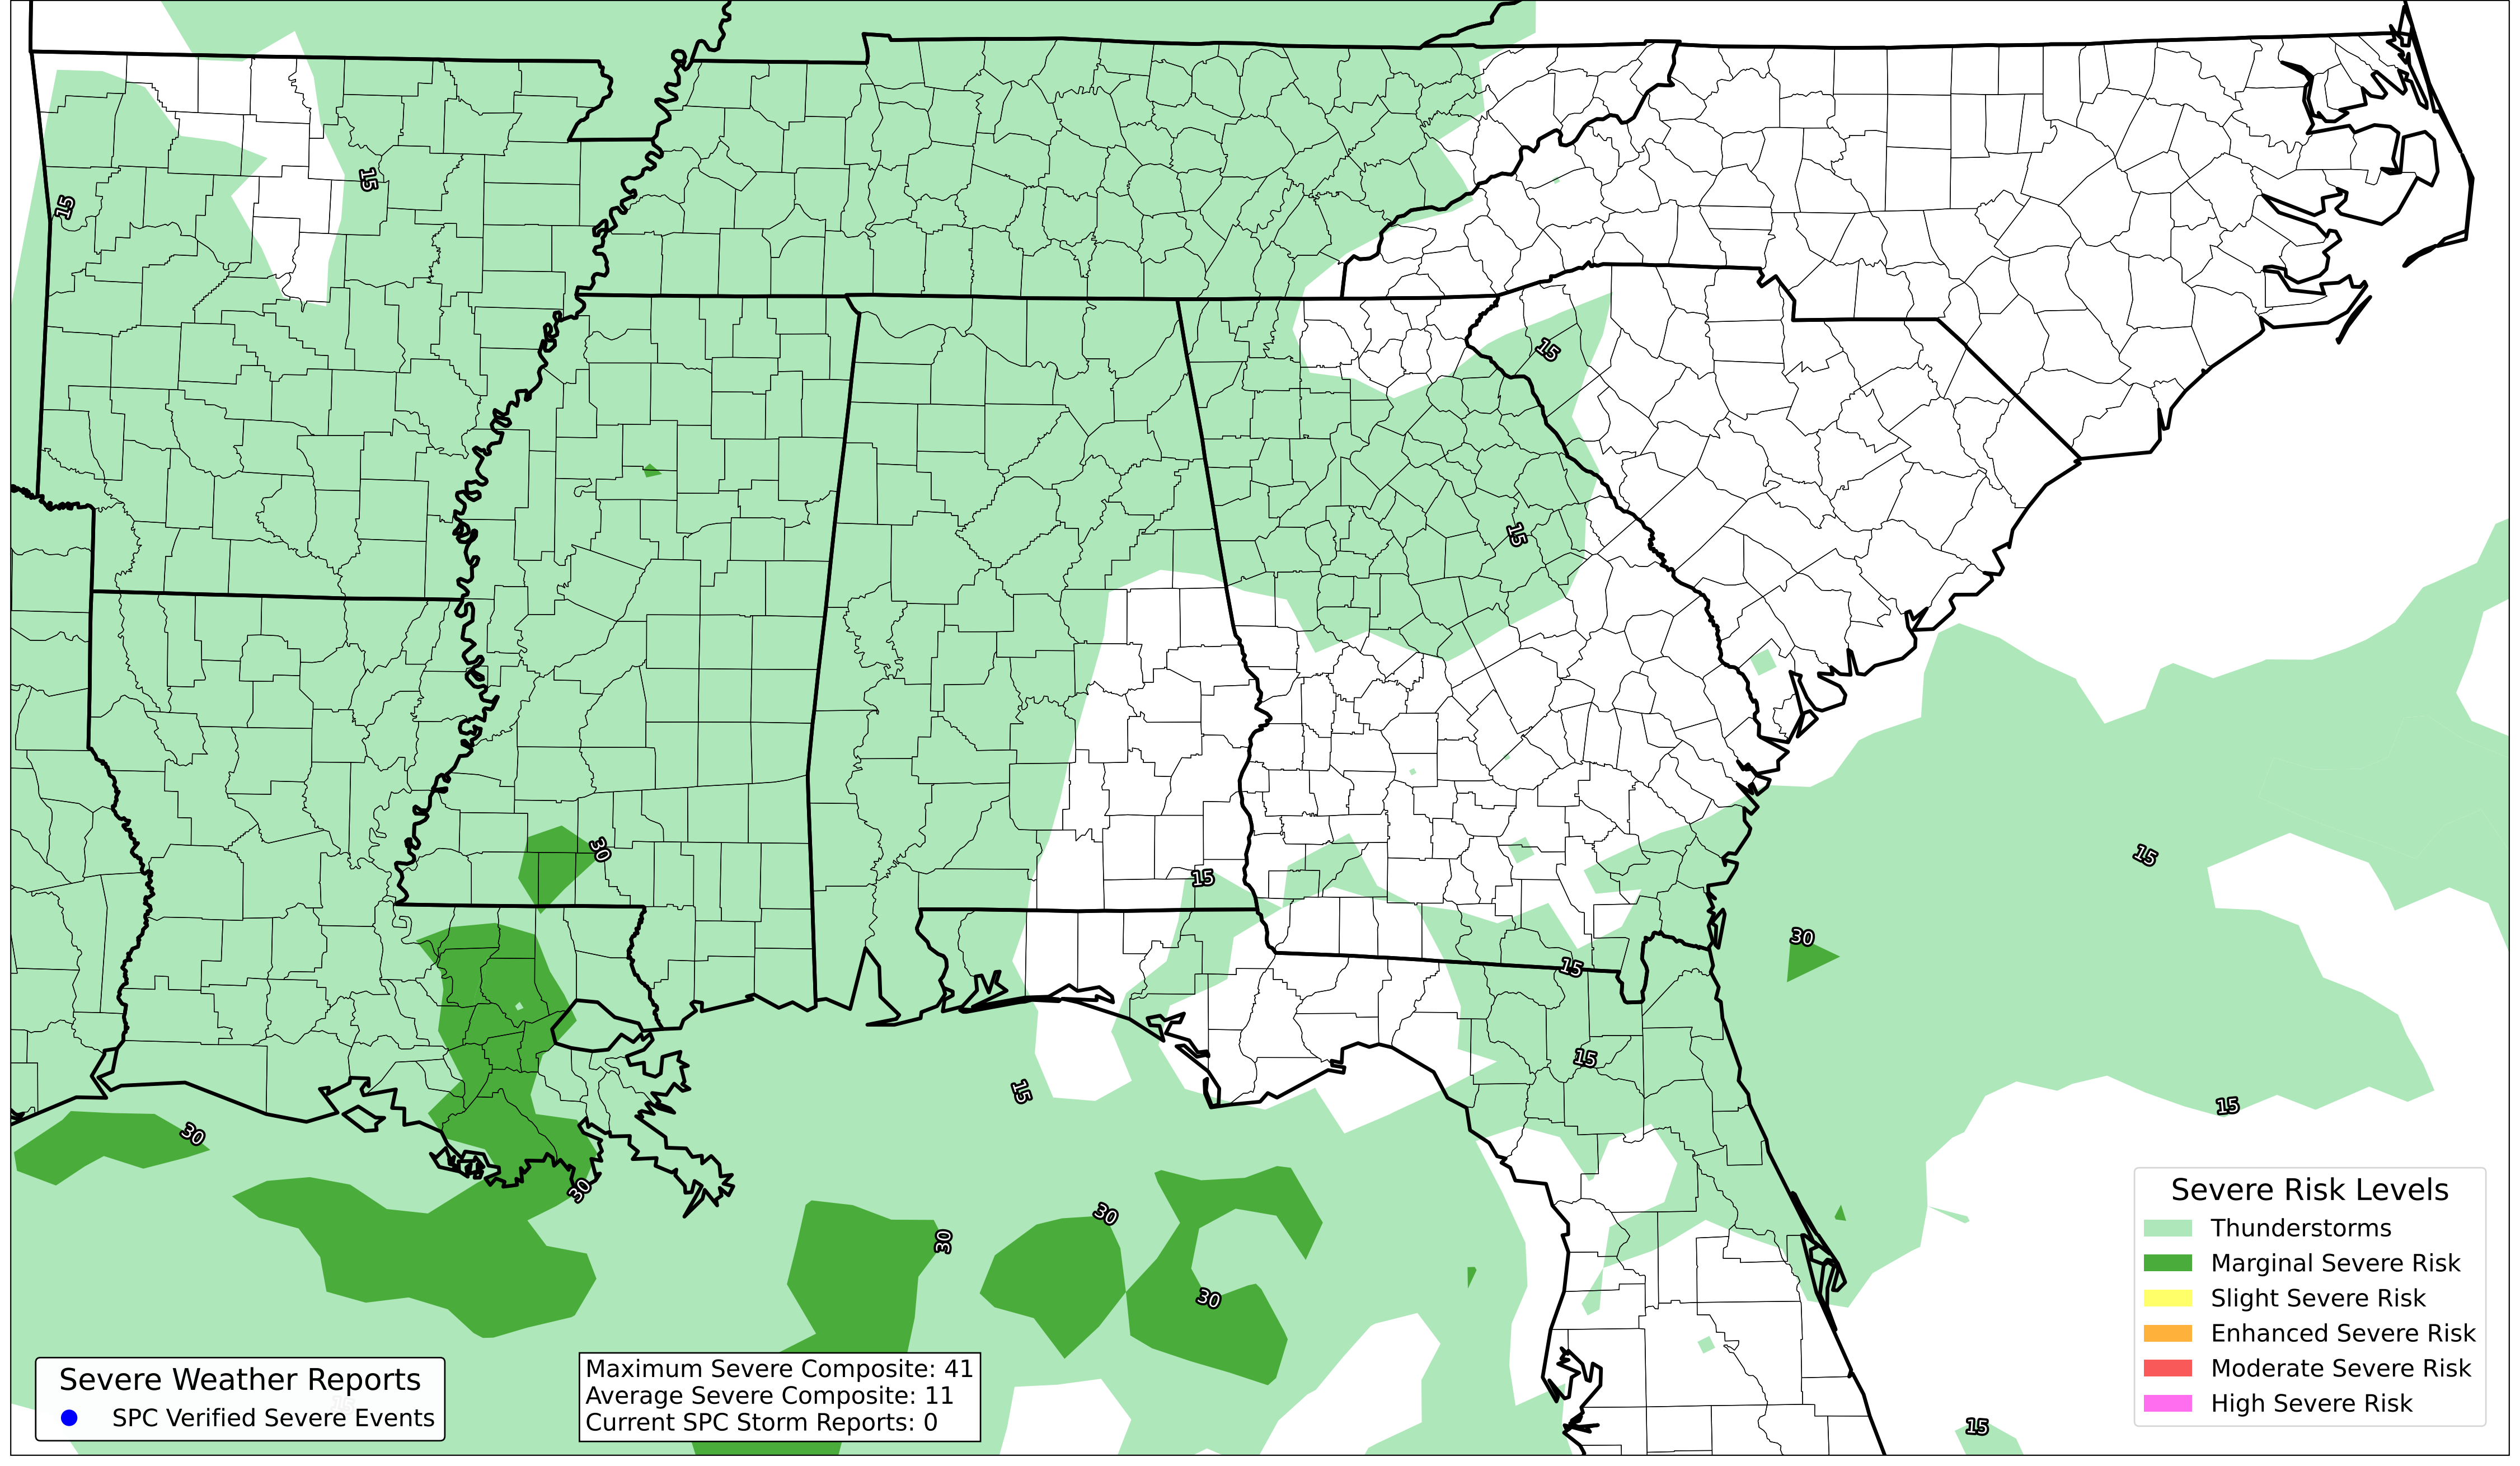 15
15
15
15
30
15
15
30
15
15
15
15
30
30
30
30
30
15
Severe Risk Levels
Thunderstorms
Marginal Severe Risk
Slight Severe Risk
Enhanced Severe Risk
Moderate Severe Risk
High Severe Risk
Severe Weather Reports
SPC Verified Severe Events
Maximum Severe Composite: 41
Average Severe Composite: 11
Current SPC Storm Reports: 0